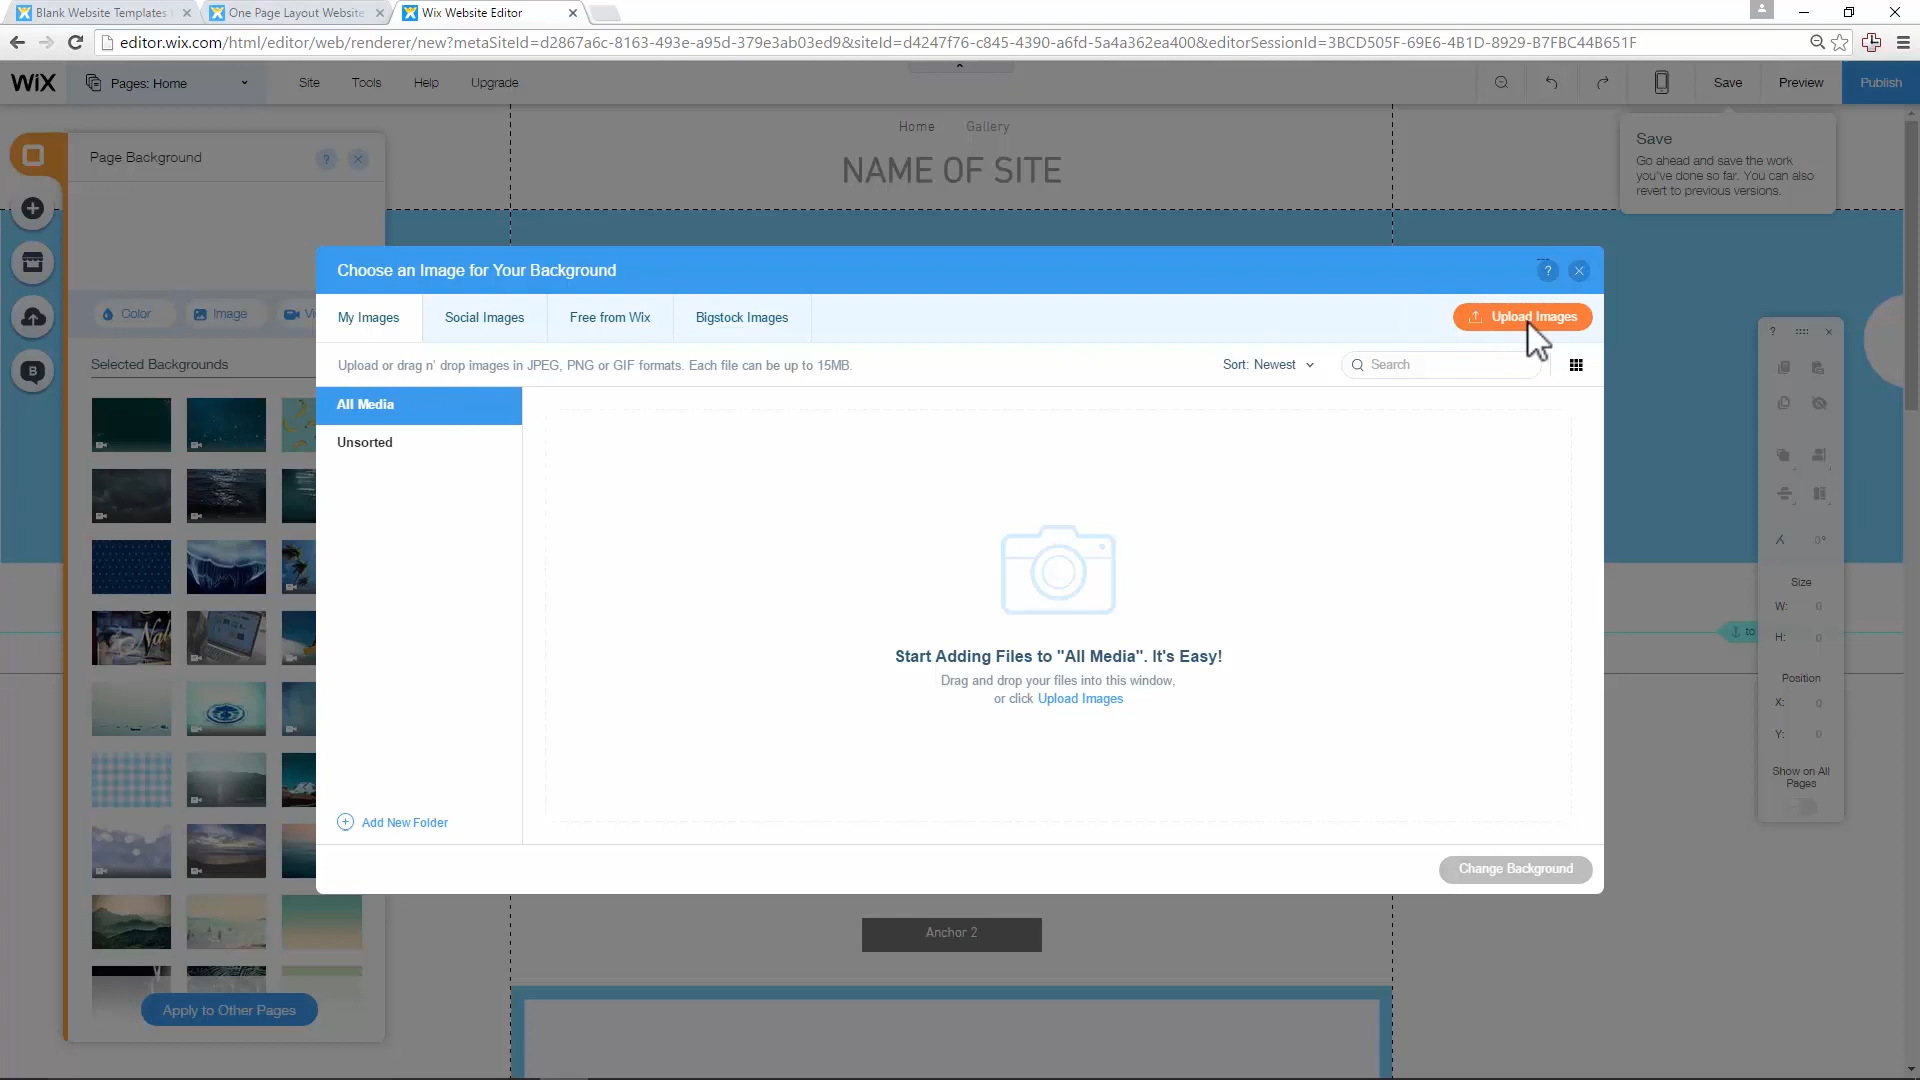 Blank Website Templates
One Page Layout Website
Wix Website Editor
editor.wix.com/html/editor/web/renderer/new?metaSiteId=d2867a6c-8163-493e-a95d-379e3ab03ed9&siteId=d4247f76-c845-4390-a6fd-5a4a362ea400&editorSessionId=3BCD505F-69E6-4B1D-8929-B7FBC44B651F
WiX
Pages: Home
Site
Tools
Help
Upgrade
Save
Preview
Publish
Home
Gallery
NAME OF SITE
Save
Go ahead and save the work
you've done so far. You can also
revert to previous versions.
Page Background
?
Color
Image
Vi
Selected Backgrounds
Apply to Other Pages
Choose an Image for Your Background
?
My Images
Social Images
Free from Wix
Bigstock Images
Upload Images
Upload or drag n' drop images in JPEG, PNG or GIF formats. Each file can be up to 15MB.
Sort: Newest
Search
All Media
Unsorted
Start Adding Files to "All Media". It's Easy!
Drag and drop your files into this window,
or click Upload Images
Add New Folder
Change Background
Anchor 2
?
0°
Size
W: 0
H: 0
to
Position
X: 0
Y: 0
Show on All
Pages